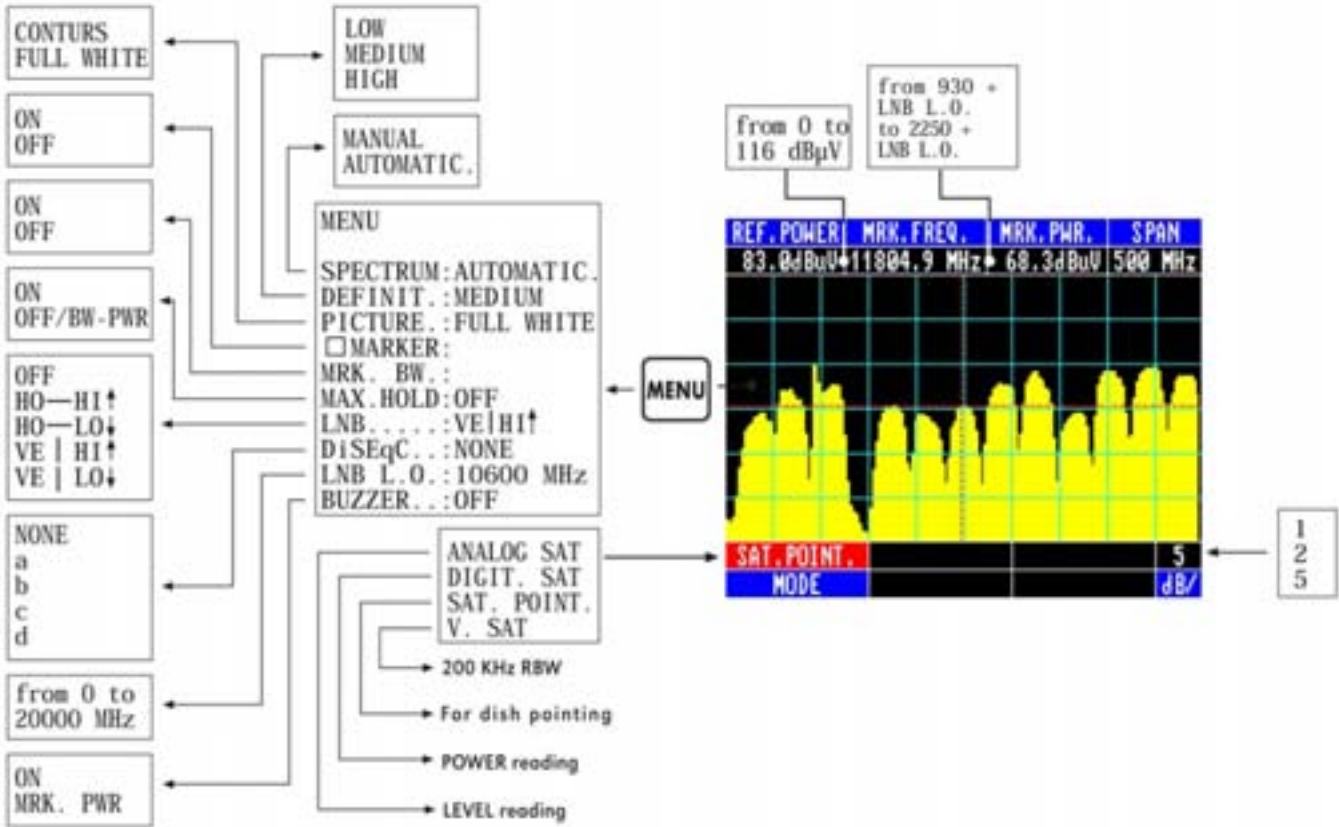 CONTURS
FULL WHITE
ON
OFF
ON
OFF
ON
OFF/BW-PWR
OFF
HO—HI↑
HO—LO↓
VE | HI↑
VE | LO↓
NONE
a
b
c
d
from 0 to
20000 MHz
ON
MRK. PWR
LOW
MEDIUM
HIGH
MANUAL
AUTOMATIC.
MENU
SPECTRUM:AUTOMATIC.
DEFINIT.:MEDIUM
PICTURE.:FULL WHITE
□MARKER:
MRK. BW.:
MAX.HOLD:OFF
LNB.....:VE|HI↑
DiSEqC..:NONE
LNB L.O.:10600 MHz
BUZZER..:OFF
ANALOG SAT
DIGIT. SAT
SAT. POINT.
V. SAT
200 KHz RBW
For dish pointing
POWER reading
LEVEL reading
MENU
from 0 to
116 dBµV
from 930 +
LNB L.O.
to 2250 +
LNB L.O.
REF.POWER MRK.FREQ. MRK.PWR. SPAN
83.0dBuV 11804.9 MHz 68.3dBuV 500 MHz
SAT.POINT. 5
MODE dB/
1
2
5